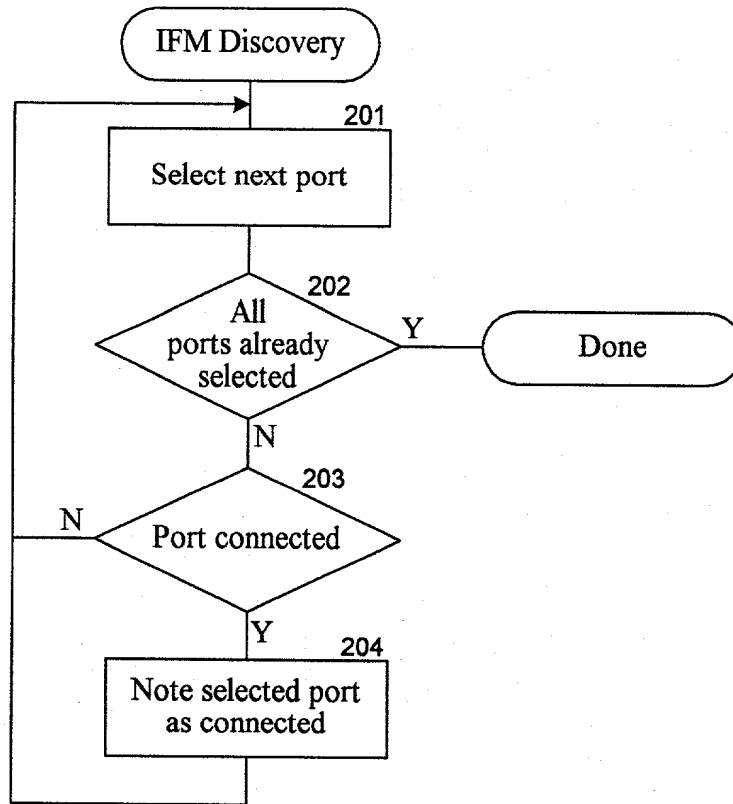 IFM Discovery
201
Select next port
202
All
ports already
selected
Y
Done
N
203
N
Port connected
Y
204
Note selected port
as connected